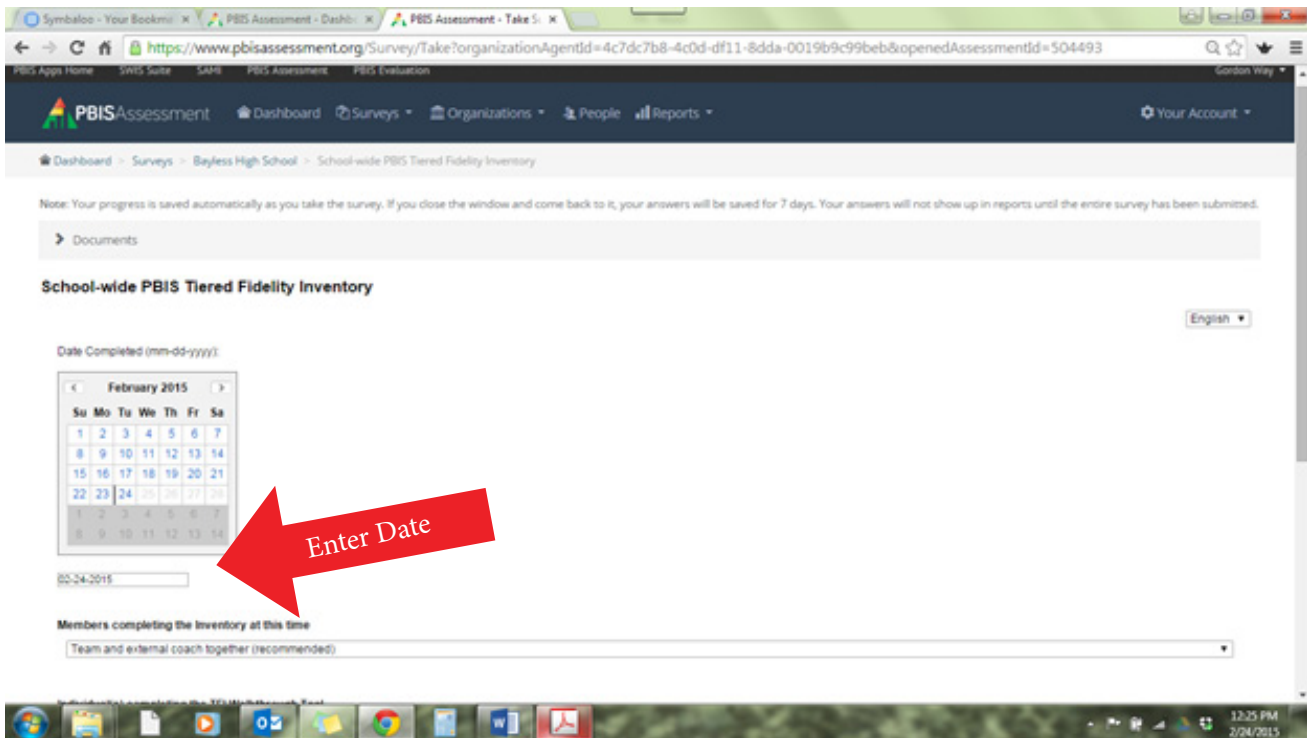 Symbaloo - Your Bookma × PBIS Assessment - Dashb × PBIS Assessment - Take S ×
https://www.pbisassessment.org/Survey/Take?organizationAgentId=4c7dc7b8-4c0d-df11-8dda-0019b9c99beb&openedAssessmentId=504493
PBIS Apps Home SWIS Suite SAMI PBIS Assessment PBIS Evaluation Gordon Way
PBISAssessment Dashboard Surveys Organizations People Reports Your Account
Dashboard > Surveys > Bayless High School > School-wide PBIS Tiered Fidelity Inventory
Note: Your progress is saved automatically as you take the survey. If you close the window and come back to it, your answers will be saved for 7 days. Your answers will not show up in reports until the entire survey has been submitted.
Documents
School-wide PBIS Tiered Fidelity Inventory
English
Date Completed (mm-dd-yyyy):
February 2015
Su Mo Tu We Th Fr Sa
1 2 3 4 5 6 7
8 9 10 11 12 13 14
15 16 17 18 19 20 21
22 23 24 25 26 27 28
1 2 3 4 5 6 7
8 9 10 11 12 13 14
Enter Date
02-24-2015
Members completing the Inventory at this time
Team and external coach together (recommended)
12:25 PM
2/24/2015